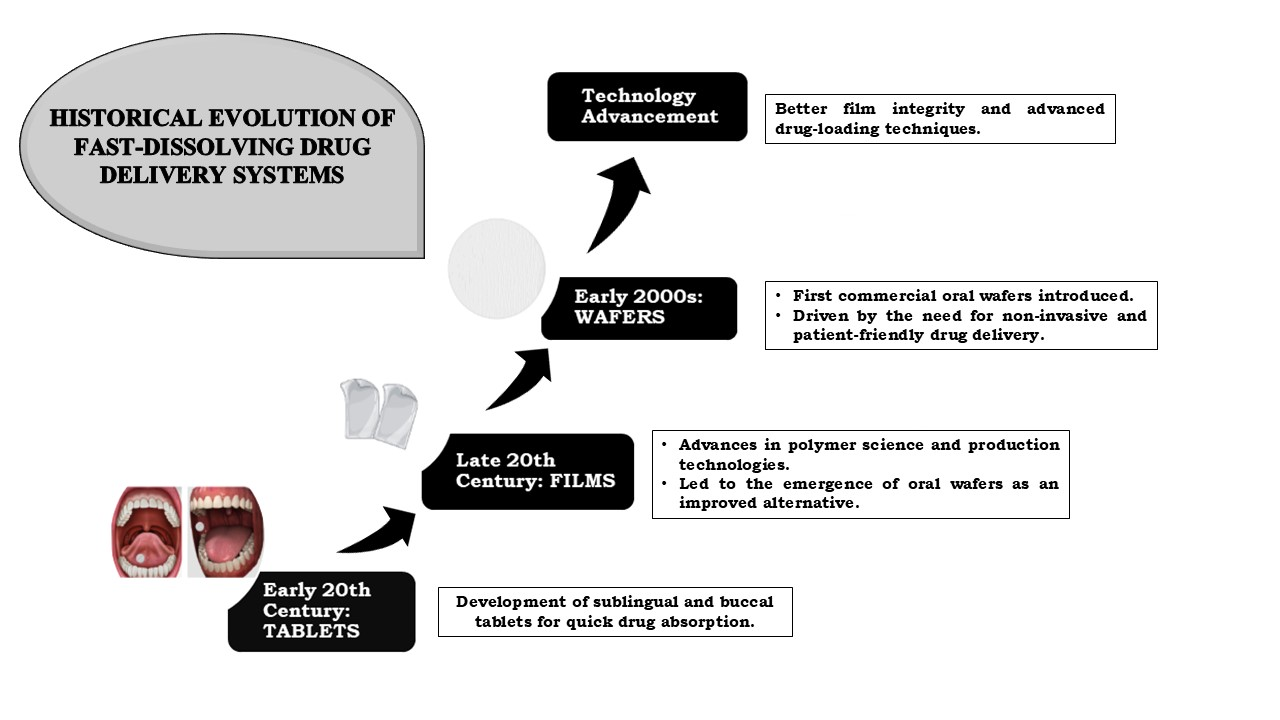 HISTORICAL EVOLUTION OF
FAST-DISSOLVING DRUG
DELIVERY SYSTEMS
Technology
Advancement
Better film integrity and advanced
drug-loading techniques.
Early 2000s:
WAFERS
• First commercial oral wafers introduced.
• Driven by the need for non-invasive and
patient-friendly drug delivery.
Late 20th
Century: FILMS
• Advances in polymer science and production
technologies.
• Led to the emergence of oral wafers as an
improved alternative.
Early 20th
Century:
TABLETS
Development of sublingual and buccal
tablets for quick drug absorption.